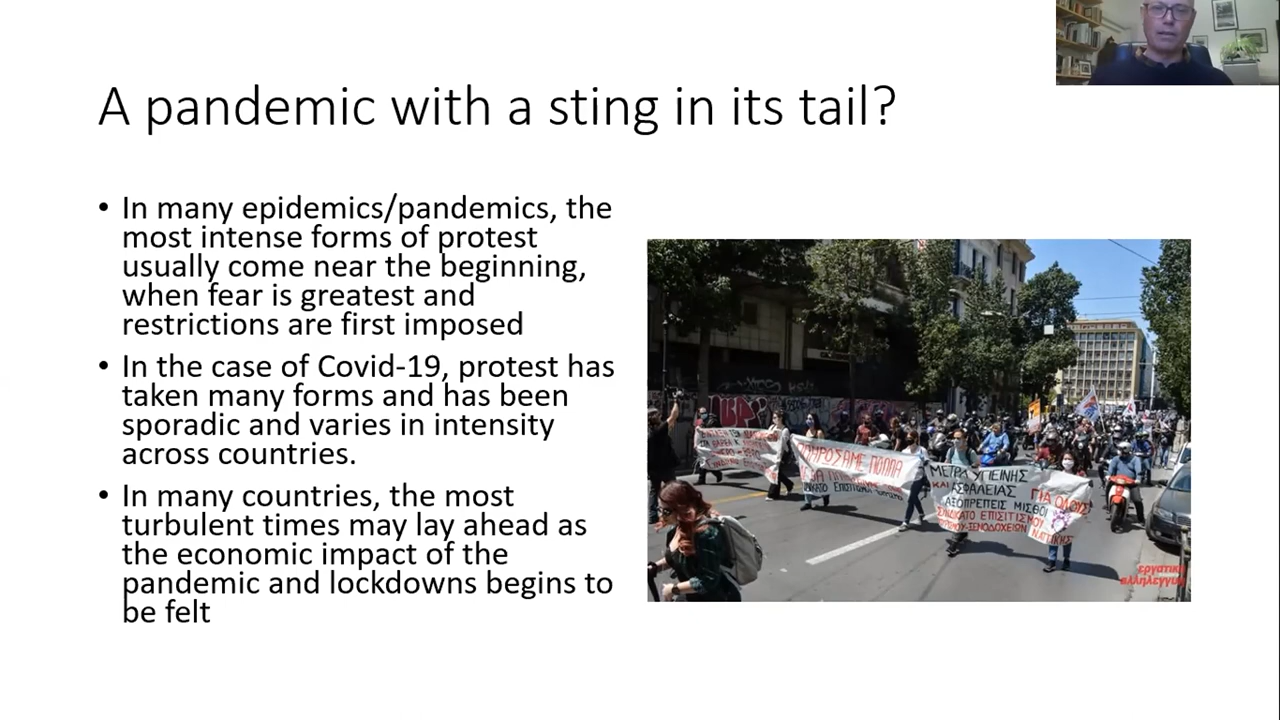 A pandemic with a sting in its tail?
• In many epidemics/pandemics, the
most intense forms of protest
usually come near the beginning,
when fear is greatest and
restrictions are first imposed
• In the case of Covid-19, protest has
taken many forms and has been
sporadic and varies in intensity
across countries.
• In many countries, the most
turbulent times may lay ahead as
the economic impact of the
pandemic and lockdowns begins to
be felt
ΜΕΤΡΑ ΥΓΙΕΙΝΗΣ
ΚΑΙ ΑΣΦΑΛΕΙΑΣ ΓΙΑ ΟΛΟΥΣ
ΑΞΙΟΠΡΕΠΕΙΣ ΜΙΣΘΟΙ
ΣΥΝΔΙΚΑΤΟ ΕΠΙΣΙΤΙΣΜΟΥ
ΞΕΝΟΔΟΧΕΙΩΝ ΑΤΤΙΚΗΣ
εργατική
αλληλεγγύη